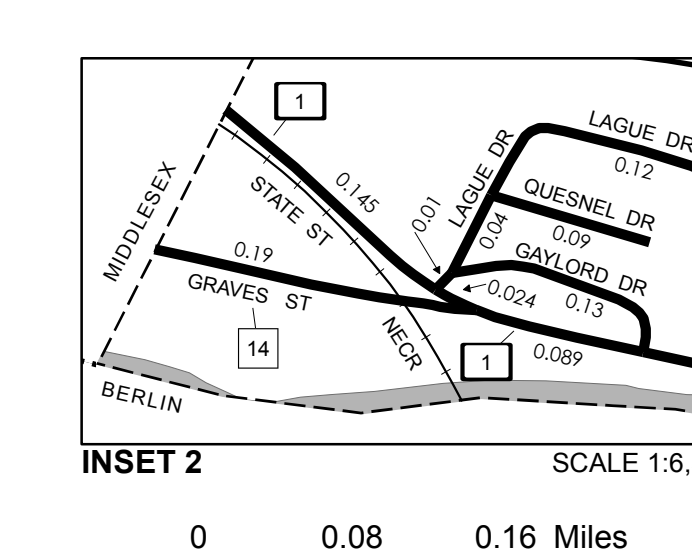 1
LAGUE DR
0.12
LAGUE DR
MIDDLESEX
STATE ST
0.145
0.01
QUESNEL DR
0.04
0.09
0.19
GAYLORD DR
GRAVES ST
0.024
0.13
14
NECR
1
0.089
BERLIN
INSET 2
SCALE 1:6,
0 0.08 0.16 Miles